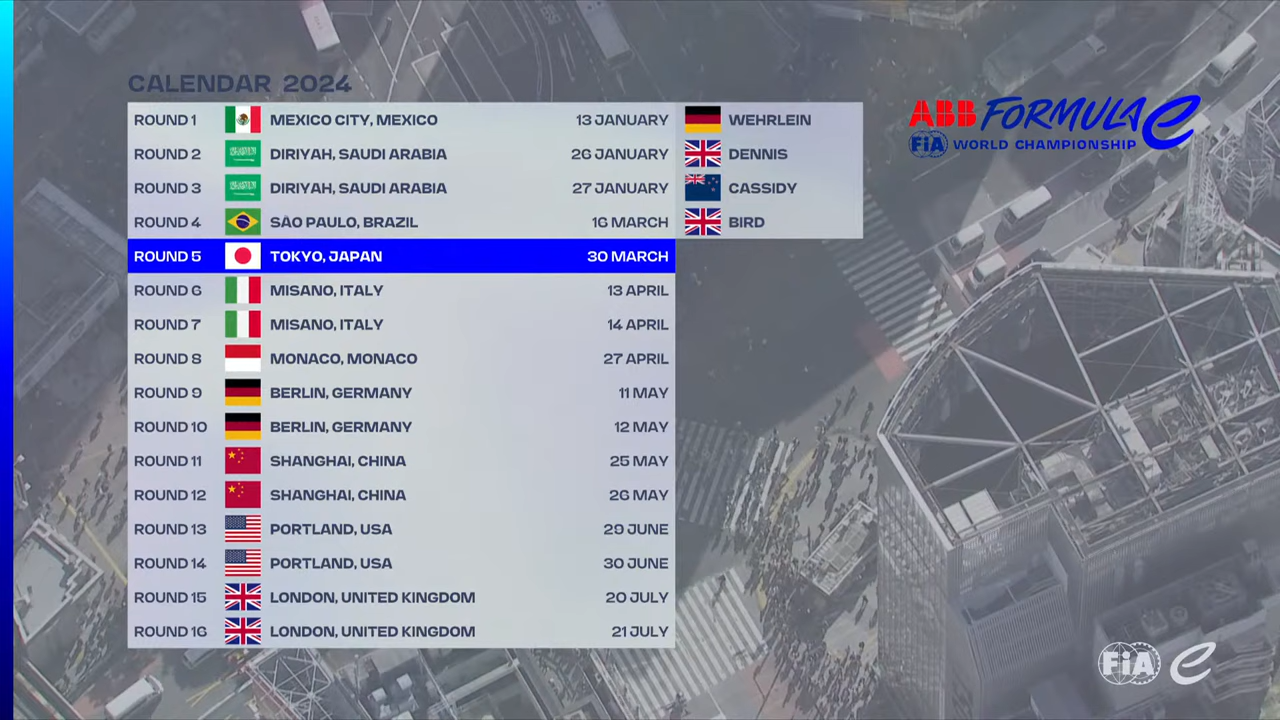 CALENDAR 2024
ROUND 1 MEXICO CITY, MEXICO 13 JANUARY WEHRLEIN
ROUND 2 DIRIYAH, SAUDI ARABIA 26 JANUARY DENNIS
ROUND 3 DIRIYAH, SAUDI ARABIA 27 JANUARY CASSIDY
ROUND 4 SÃO PAULO, BRAZIL 16 MARCH BIRD
ROUND 5 TOKYO, JAPAN 30 MARCH
ROUND 6 MISANO, ITALY 13 APRIL
ROUND 7 MISANO, ITALY 14 APRIL
ROUND 8 MONACO, MONACO 27 APRIL
ROUND 9 BERLIN, GERMANY 11 MAY
ROUND 10 BERLIN, GERMANY 12 MAY
ROUND 11 SHANGHAI, CHINA 25 MAY
ROUND 12 SHANGHAI, CHINA 26 MAY
ROUND 13 PORTLAND, USA 29 JUNE
ROUND 14 PORTLAND, USA 30 JUNE
ROUND 15 LONDON, UNITED KINGDOM 20 JULY
ROUND 16 LONDON, UNITED KINGDOM 21 JULY
ABB FORMULA E
FIA WORLD CHAMPIONSHIP
FIA e